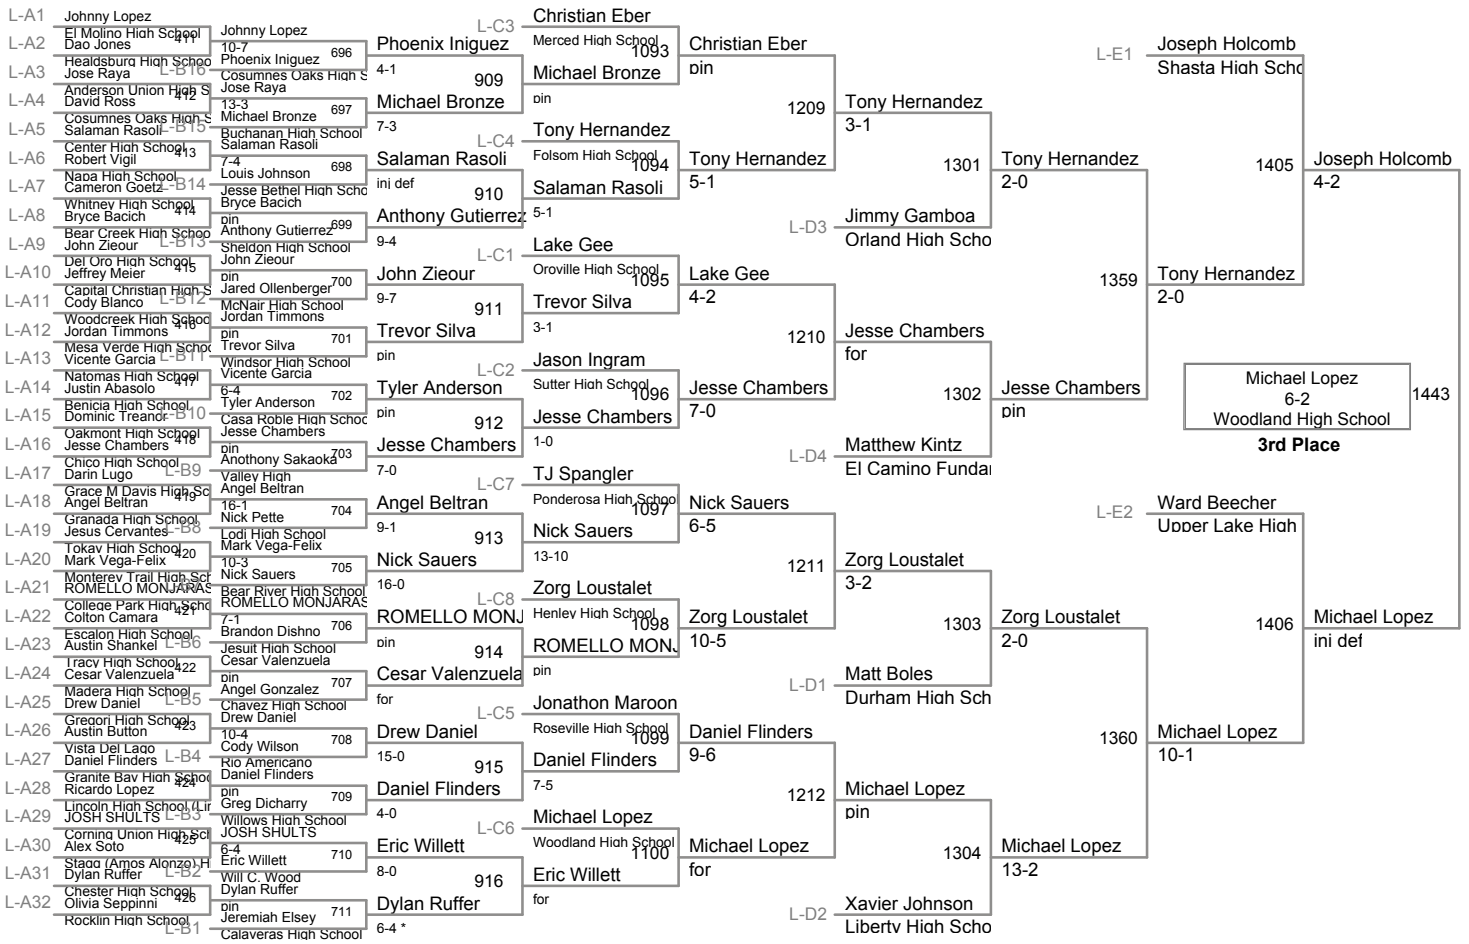 L-A1
Johnny Lopez
El Molino High School
411
L-A2
Dao Jones
Healdsburg High School
L-A3
Jose Raya
Anderson Union High S
412
L-A4
David Ross
Cosumnes Oaks High S
L-A5
Salaman Rasoli
Center High School
413
L-A6
Robert Vigil
Napa High School
L-A7
Cameron Goetz
Whitney High School
414
L-A8
Bryce Bacich
Bear Creek High School
L-A9
John Zieour
Del Oro High School
415
L-A10
Jeffrey Meier
Capital Christian High S
L-A11
Cody Blanco
Woodcreek High Schoo
416
L-A12
Jordan Timmons
Mesa Verde High Schoo
L-A13
Vicente Garcia
Natomas High School
417
L-A14
Justin Abasolo
Benicia High School
L-A15
Dominic Treanor
Oakmont High School
418
L-A16
Jesse Chambers
Chico High School
L-A17
Darin Lugo
Grace M Davis High Sc
419
L-A18
Angel Beltran
Granada High School
L-A19
Jesus Cervantes
Tokay High School
420
L-A20
Mark Vega-Felix
Monterey Trail High Sch
L-A21
ROMELLO MONJARAS
College Park High Scho
421
L-A22
Colton Camara
Escalon High School
L-A23
Austin Shankel
Tracy High School
422
L-A24
Cesar Valenzuela
Madera High School
L-A25
Drew Daniel
Gregori High School
423
L-A26
Austin Button
Vista Del Lago
L-A27
Daniel Flinders
Granite Bay High Schoo
424
L-A28
Ricardo Lopez
Lincoln High School (Lin
L-A29
JOSH SHULTS
Corning Union High Sch
425
L-A30
Alex Soto
Stagg (Amos Alonzo) H
L-A31
Dylan Ruffer
Chester High School
426
L-A32
Olivia Seppinni
Rocklin High School
Johnny Lopez
10-7
696
L-B16
Phoenix Iniguez
Cosumnes Oaks High S
Jose Raya
13-3
697
L-B15
Michael Bronze
Buchanan High School
Salaman Rasoli
7-4
698
L-B14
Louis Johnson
Jesse Bethel High Scho
Bryce Bacich
pin
699
L-B13
Anthony Gutierrez
Sheldon High School
John Zieour
pin
700
L-B12
Jared Ollenberger
McNair High School
Jordan Timmons
pin
701
L-B11
Trevor Silva
Windsor High School
Vicente Garcia
6-4
702
L-B10
Tyler Anderson
Casa Roble High Schoo
Jesse Chambers
pin
703
L-B9
Anothony Sakaoka
Valley High
Angel Beltran
16-1
704
L-B8
Nick Pette
Lodi High School
Mark Vega-Felix
10-3
705
Nick Sauers
Bear River High School
ROMELLO MONJARAS
7-1
706
L-B6
Brandon Dishno
Jesuit High School
Cesar Valenzuela
pin
707
L-B5
Angel Gonzalez
Chavez High School
Drew Daniel
10-4
708
L-B4
Cody Wilson
Rio Americano
Daniel Flinders
pin
709
L-B3
Greg Dicharry
Willows High School
JOSH SHULTS
6-4
710
L-B2
Eric Willett
Will C. Wood
Dylan Ruffer
pin
711
L-B1
Jeremiah Elsey
Calaveras High School
Phoenix Iniguez
4-1
909
Michael Bronze
7-3
Salaman Rasoli
inj def
910
Anthony Gutierrez
9-4
John Zieour
9-7
911
Trevor Silva
pin
Tyler Anderson
pin
912
Jesse Chambers
7-0
Angel Beltran
9-1
913
Nick Sauers
16-0
ROMELLO MONJ
pin
914
Cesar Valenzuela
for
Drew Daniel
15-0
915
Daniel Flinders
4-0
Eric Willett
8-0
916
Dylan Ruffer
6-4 *
L-C3
Christian Eber
Merced High School
1093
Michael Bronze
pin
L-C4
Tony Hernandez
Folsom High School
1094
Salaman Rasoli
5-1
L-C1
Lake Gee
Oroville High School
1095
Trevor Silva
3-1
L-C2
Jason Ingram
Sutter High School
1096
Jesse Chambers
1-0
L-C7
TJ Spangler
Ponderosa High School
1097
Nick Sauers
13-10
L-C8
Zorg Loustalet
Henley High School
1098
ROMELLO MONJ
pin
L-C5
Jonathon Maroon
Roseville High School
1099
Daniel Flinders
7-5
L-C6
Michael Lopez
Woodland High School
1100
Eric Willett
for
Christian Eber
pin
1209
Tony Hernandez
5-1
Lake Gee
4-2
1210
Jesse Chambers
7-0
Nick Sauers
6-5
1211
Zorg Loustalet
10-5
Daniel Flinders
9-6
1212
Michael Lopez
for
Tony Hernandez
3-1
1301
L-D3
Jimmy Gamboa
Orland High Scho
Jesse Chambers
for
1302
L-D4
Matthew Kintz
El Camino Fundar
Zorg Loustalet
3-2
1303
L-D1
Matt Boles
Durham High Sch
Michael Lopez
pin
1304
L-D2
Xavier Johnson
Liberty High Scho
Tony Hernandez
2-0
1359
Jesse Chambers
pin
Zorg Loustalet
2-0
1360
Michael Lopez
13-2
L-E1
Joseph Holcomb
Shasta High Scho
1405
Tony Hernandez
2-0
L-E2
Ward Beecher
Upper Lake High
1406
Michael Lopez
10-1
Joseph Holcomb
4-2
Michael Lopez
6-2
Woodland High School
1443
3rd Place
Michael Lopez
inj def